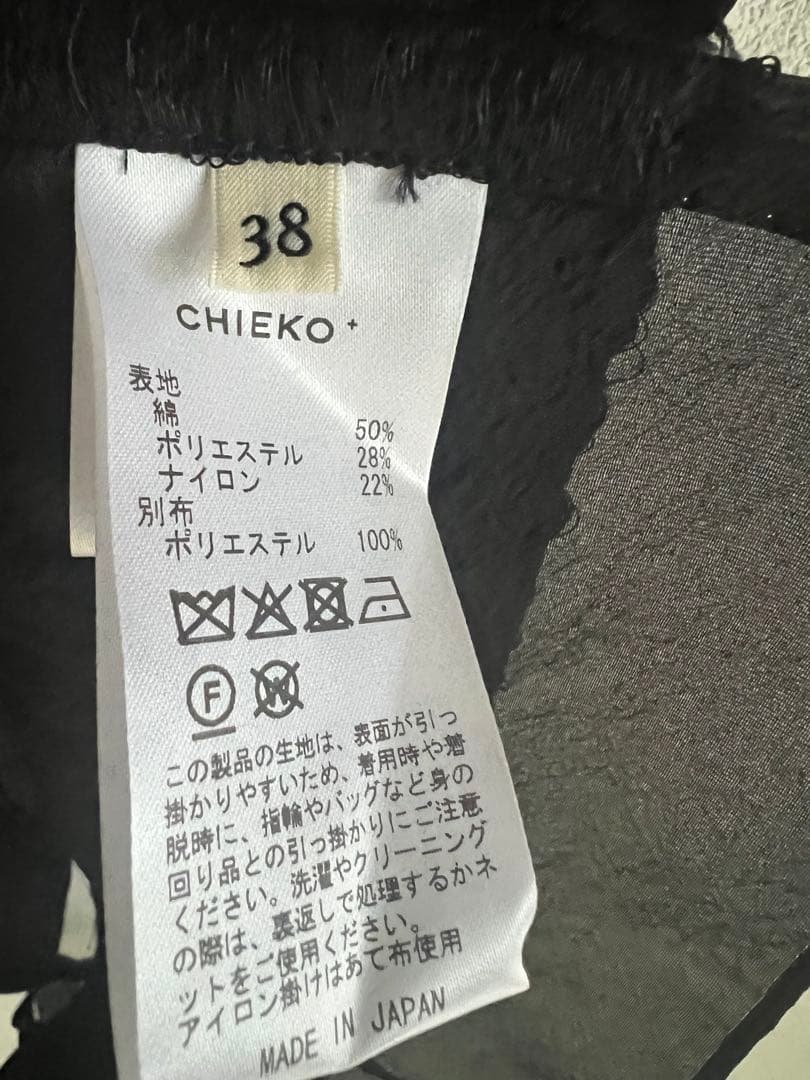 38
CHIEKO+
表地
綿 50%
ポリエステル 28%
ナイロン 22%
別布
ポリエステル 100%
F W
この製品の生地は、表面が引っ
掛かりやすいため、着用時や着
脱時に、指輪やバッグなど身の
回り品との引っ掛かりにご注意
ください。洗濯やクリーニング
の際は、裏返しで処理するかネ
ットをご使用ください。
アイロン掛けはあて布使用
MADE IN JAPAN